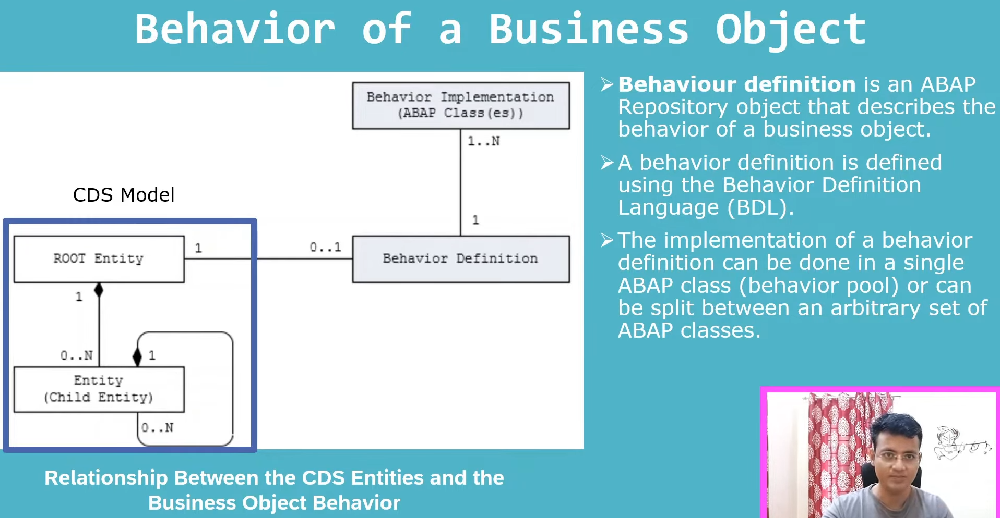 Behavior of a Business Object
Behavior Implementation
(ABAP Class(es))
1..N
1
CDS Model
ROOT Entity
1
0..1
Behavior Definition
1
0..N
1
Entity
(Child Entity)
0..N
Relationship Between the CDS Entities and the
Business Object Behavior
➢ Behaviour definition is an ABAP
Repository object that describes the
behavior of a business object.
➢ A behavior definition is defined
using the Behavior Definition
Language (BDL).
➢ The implementation of a behavior
definition can be done in a single
ABAP class (behavior pool) or can
be split between an arbitrary set of
ABAP classes.